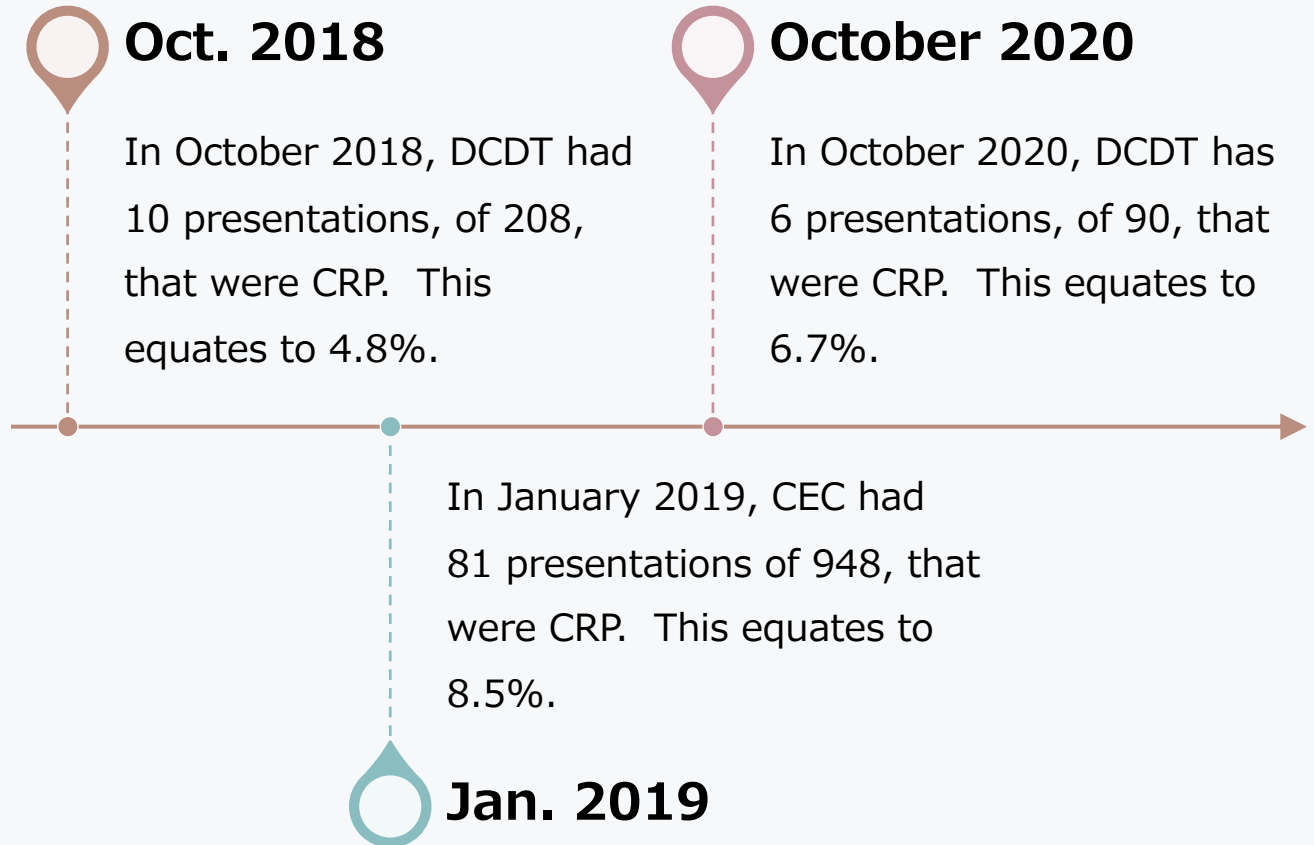 Oct. 2018
In October 2018, DCDT had
10 presentations, of 208,
that were CRP.  This
equates to 4.8%.
October 2020
In October 2020, DCDT has
6 presentations, of 90, that
were CRP.  This equates to
6.7%.
In January 2019, CEC had
81 presentations of 948, that
were CRP.  This equates to
8.5%.
Jan. 2019